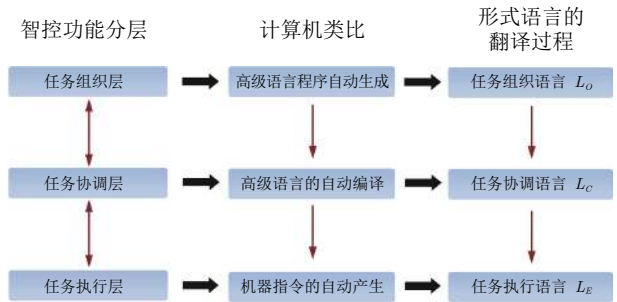 智控功能分层 计算机类比 形式语言的
翻译过程
任务组织层 高级语言程序自动生成 任务组织语言 L_O
任务协调层 高级语言的自动编译 任务协调语言 L_C
任务执行层 机器指令的自动产生 任务执行语言 L_E